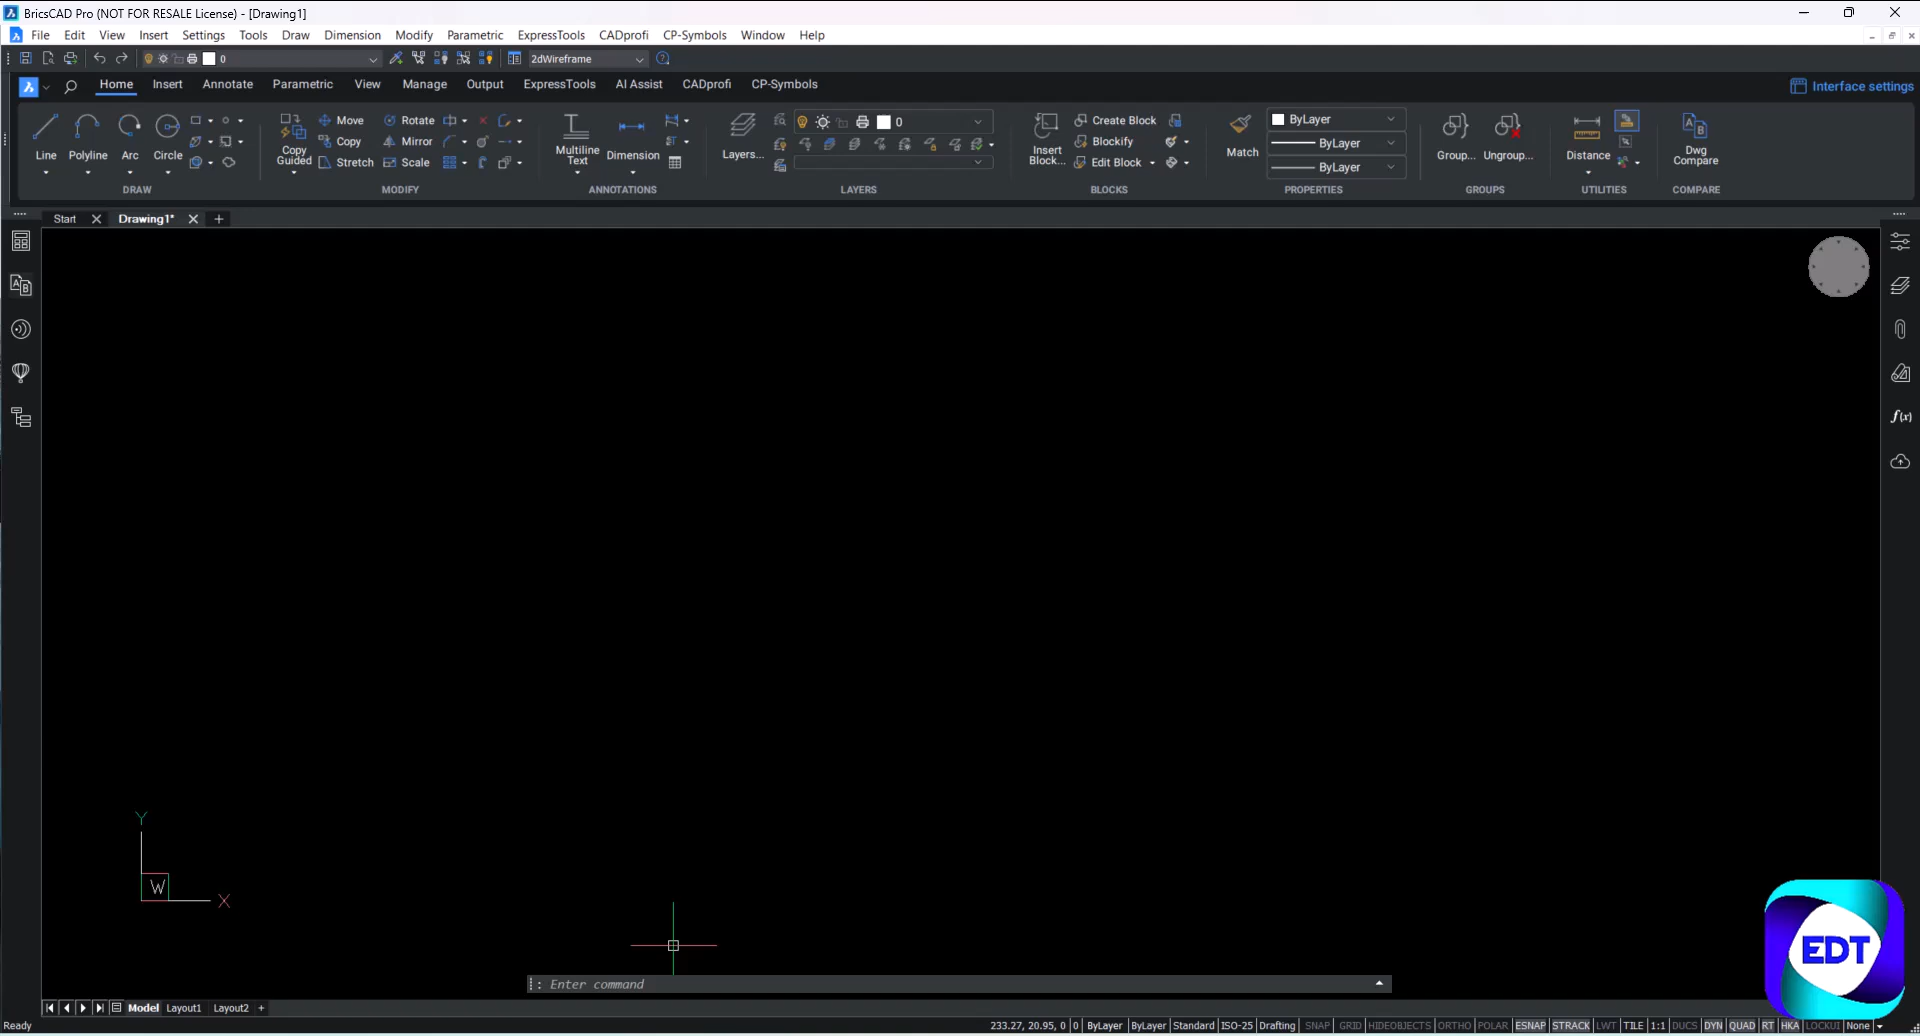 BricsCAD Pro (NOT FOR RESALE License) - [Drawing1]
File Edit View Insert Settings Tools Draw Dimension Modify Parametric ExpressTools CADprofi CP-Symbols Window Help
0 2dWireframe
Home Insert Annotate Parametric View Manage Output ExpressTools AI Assist CADprofi CP-Symbols Interface settings
Line Polyline Arc Circle
DRAW
Copy Guided
Move Rotate
Copy Mirror
Stretch Scale
MODIFY
Multiline Text
Dimension
ANNOTATIONS
Layers...
0
LAYERS
Insert Block...
Create Block
Blockify
Edit Block
BLOCKS
Match
ByLayer
ByLayer
ByLayer
PROPERTIES
Group... Ungroup...
GROUPS
Distance
UTILITIES
Dwg Compare
COMPARE
Start Drawing1*
f(x)
Y
W
X
: Enter command
EDT
Model Layout1 Layout2 +
Ready 233.27, 20.95, 0 0 ByLayer ByLayer Standard ISO-25 Drafting SNAP GRID HIDEOBJECTS ORTHO POLAR ESNAP STRACK LWT TILE 1:1 DUCS DYN QUAD RT HKA LOCKUI None